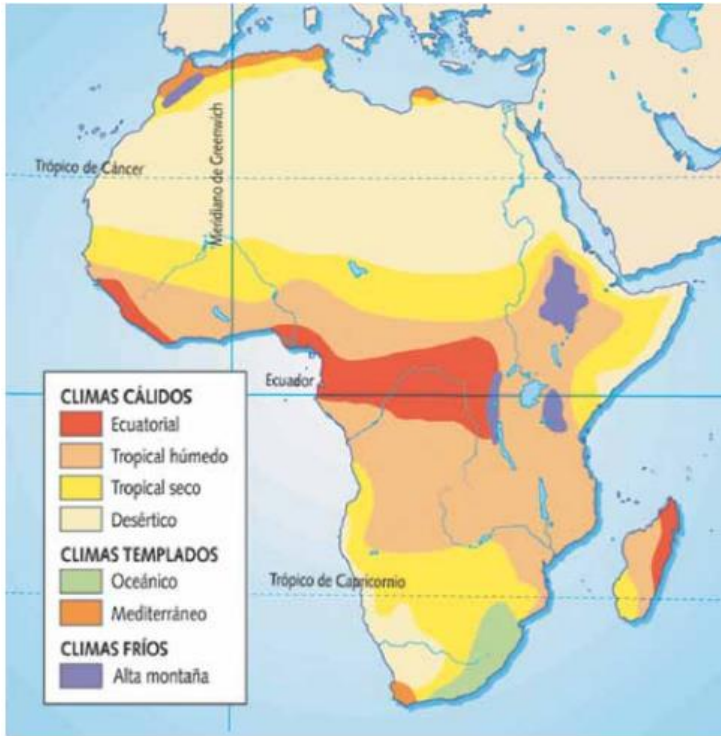 Meridiano de Greenwich
Trópico de Cáncer
Ecuador
CLIMAS CÁLIDOS
Ecuatorial
Tropical húmedo
Tropical seco
Desértico
CLIMAS TEMPLADOS
Oceánico
Mediterráneo
CLIMAS FRÍOS
Alta montaña
Trópico de Capricornio